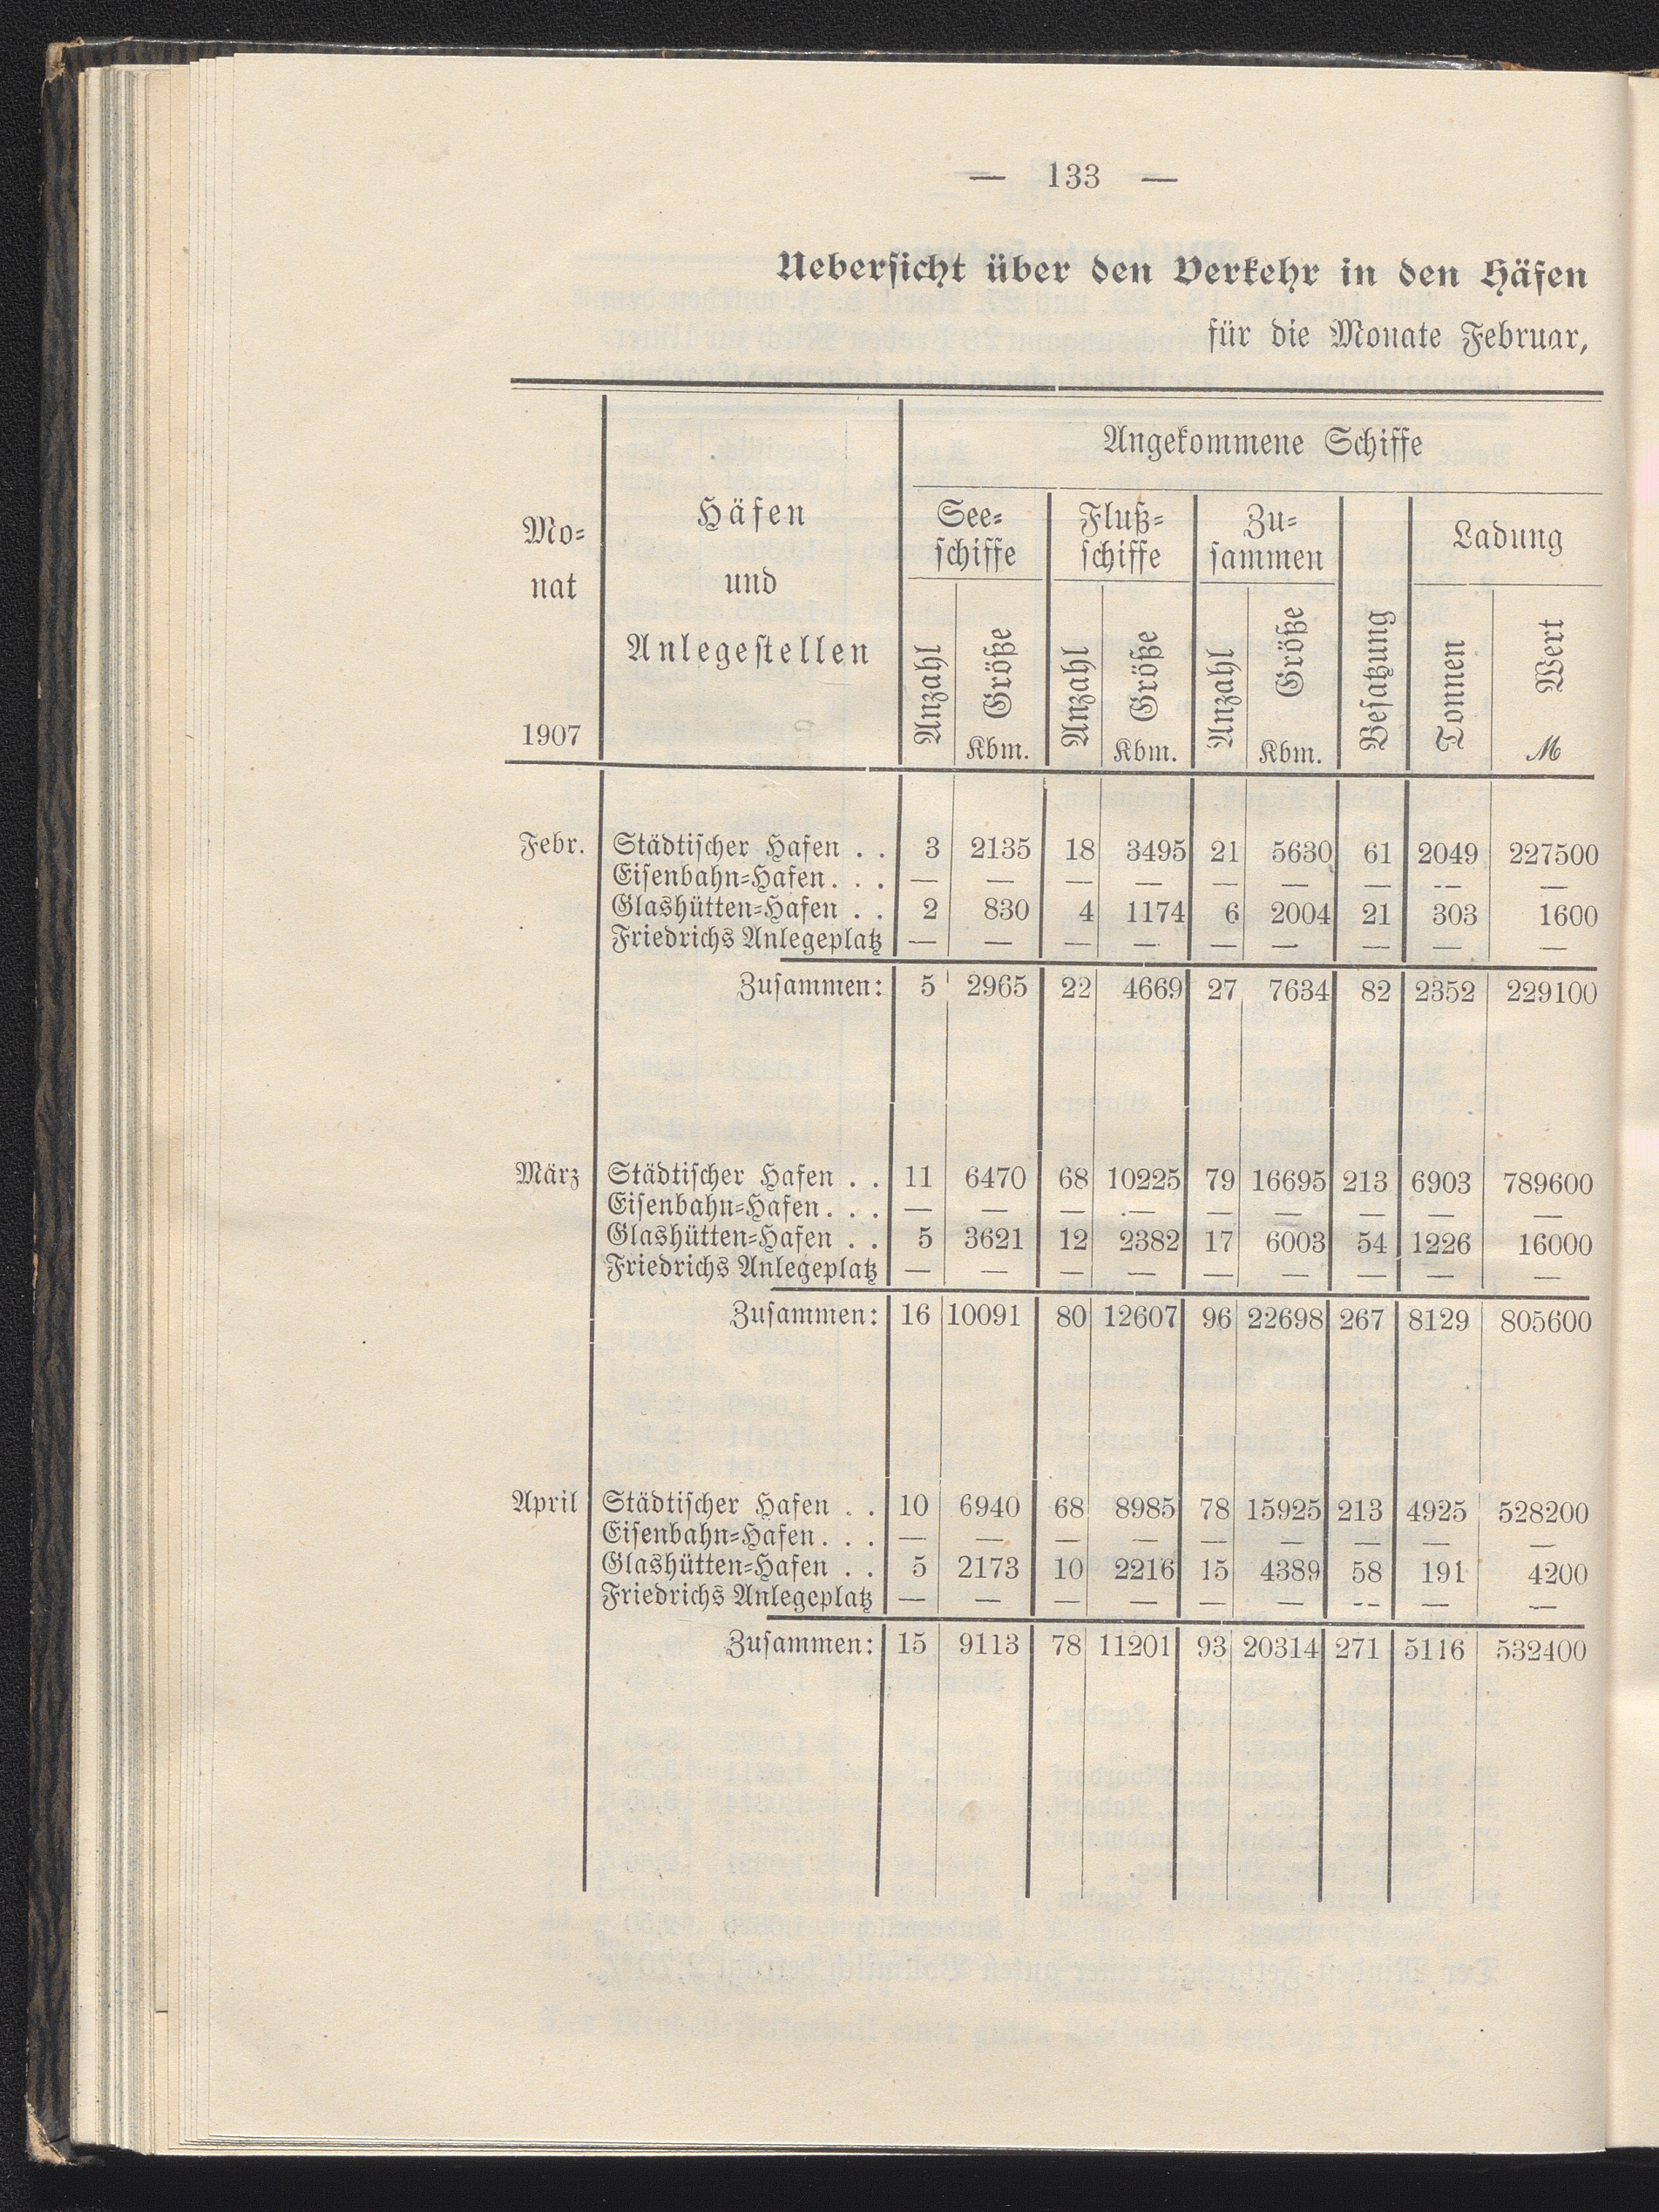 — 133 —
Uebersicht über den Verkehr in den Häfen
für die Monate Februar,
Mo-
nat
1907
Häfen
und
Anlegestellen
Angekommene Schiffe
See-
schiffe
Fluß-
schiffe
Zu-
sammen
Besatzung
Ladung
Anzahl Größe Kbm. Anzahl Größe Kbm. Anzahl Größe Kbm. Tonnen Wert ℳ
Febr. Städtischer Hafen . . 3 2135 18 3495 21 5630 61 2049 227500
Eisenbahn-Hafen. . . — — — — — — — — —
Glashütten-Hafen . . 2 830 4 1174 6 2004 21 303 1600
Friedrichs Anlegeplatz — — — — — — — — —
Zusammen: 5 2965 22 4669 27 7634 82 2352 229100
März Städtischer Hafen . . 11 6470 68 10225 79 16695 213 6903 789600
Eisenbahn-Hafen. . . — — — — — — — — —
Glashütten-Hafen . . 5 3621 12 2382 17 6003 54 1226 16000
Friedrichs Anlegeplatz — — — — — — — — —
Zusammen: 16 10091 80 12607 96 22698 267 8129 805600
April Städtischer Hafen . . 10 6940 68 8985 78 15925 213 4925 528200
Eisenbahn-Hafen. . . — — — — — — — — —
Glashütten-Hafen . . 5 2173 10 2216 15 4389 58 191 4200
Friedrichs Anlegeplatz — — — — — — — — —
Zusammen: 15 9113 78 11201 93 20314 271 5116 532400